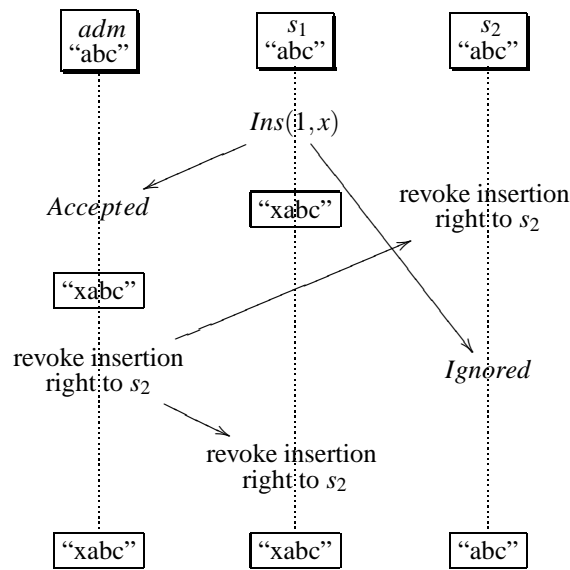 adm
“abc”
s1
“abc”
s2
“abc”
Ins(1,x)
Accepted
“xabc”
revoke insertion
right to s2
“xabc”
revoke insertion
right to s2
Ignored
revoke insertion
right to s2
“xabc”
“xabc”
“abc”